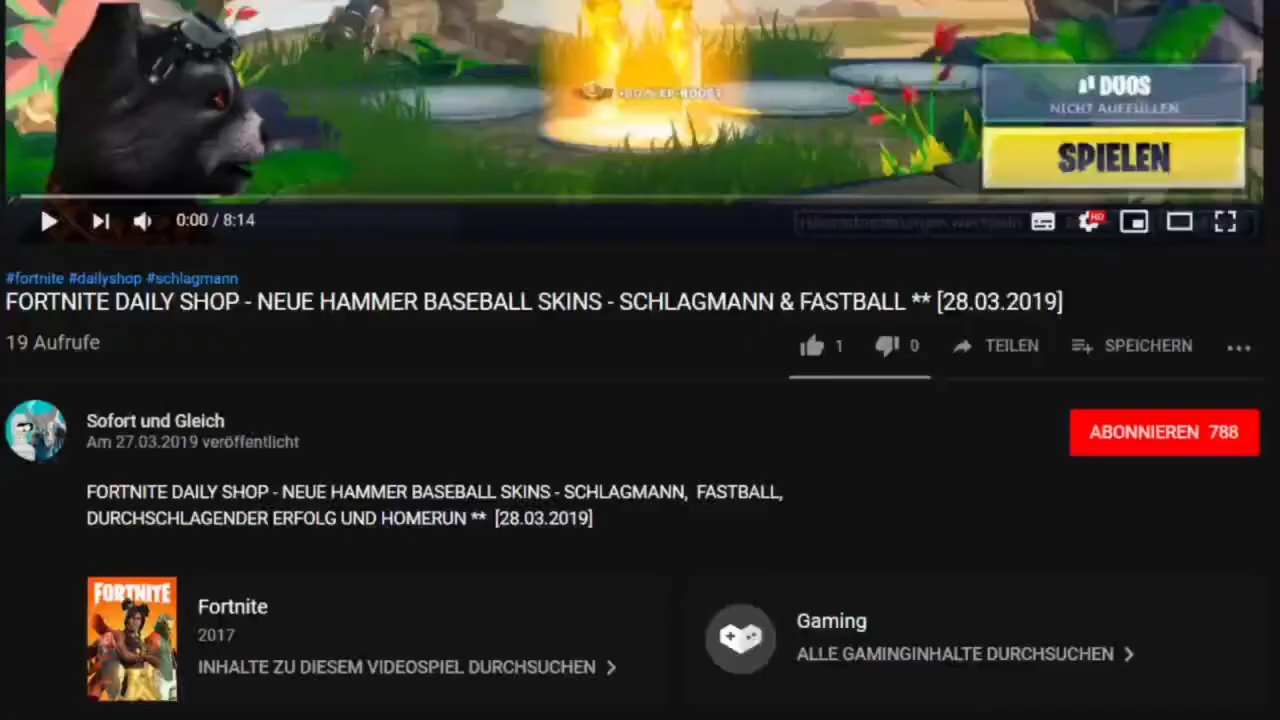 DUOS
NICHT AUFFÜLLEN
SPIELEN
0:00 / 8:14
HD
#fortnite #dailyshop #schlagmann
FORTNITE DAILY SHOP - NEUE HAMMER BASEBALL SKINS - SCHLAGMANN & FASTBALL ** [28.03.2019]
19 Aufrufe
1
0
TEILEN
SPEICHERN
Sofort und Gleich
Am 27.03.2019 veröffentlicht
ABONNIEREN 788
FORTNITE DAILY SHOP - NEUE HAMMER BASEBALL SKINS - SCHLAGMANN, FASTBALL,
DURCHSCHLAGENDER ERFOLG UND HOMERUN ** [28.03.2019]
FORTNITE
Fortnite
2017
INHALTE ZU DIESEM VIDEOSPIEL DURCHSUCHEN
Gaming
ALLE GAMINGINHALTE DURCHSUCHEN